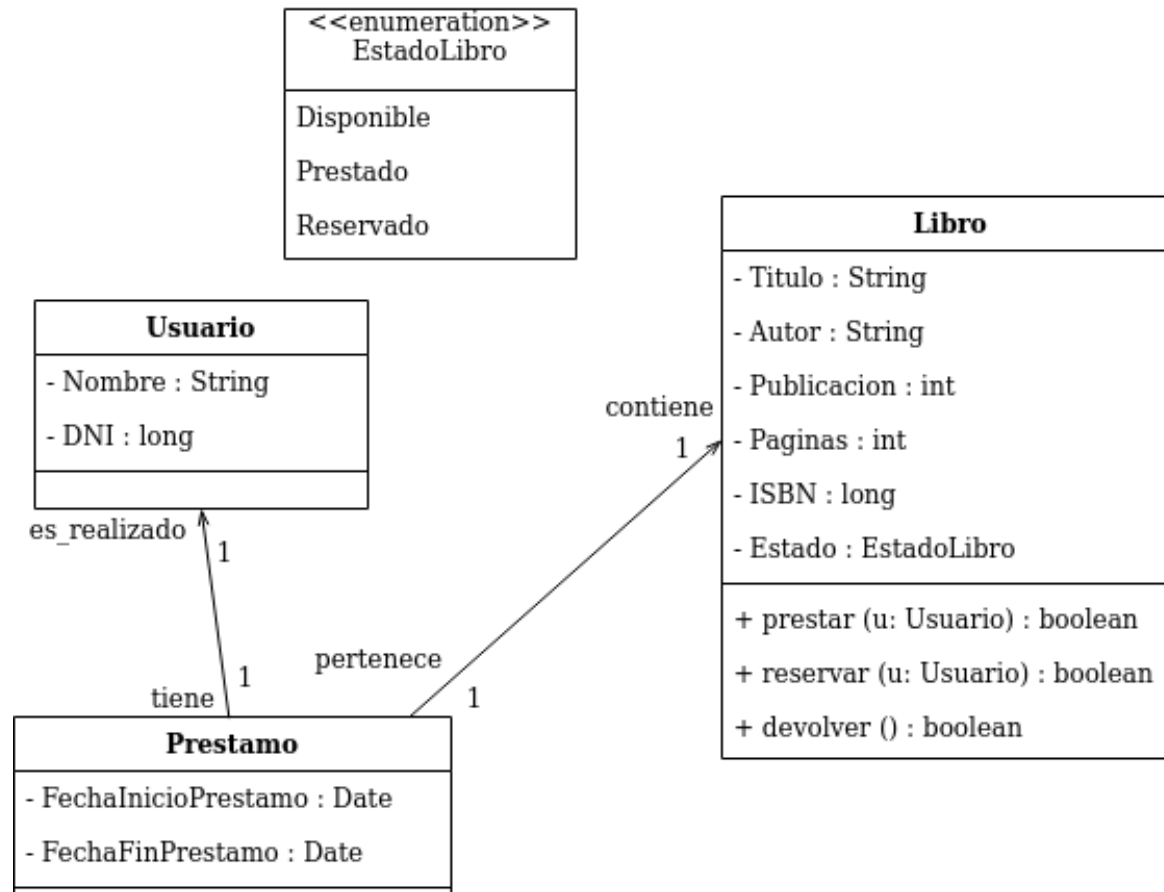 <<enumeration>>
EstadoLibro
Disponible
Prestado
Reservado
Usuario
- Nombre : String
- DNI : long
es_realizado
1
tiene
1
Prestamo
- FechaInicioPrestamo : Date
- FechaFinPrestamo : Date
pertenece
1
contiene
1
Libro
- Titulo : String
- Autor : String
- Publicacion : int
- Paginas : int
- ISBN : long
- Estado : EstadoLibro
+ prestar (u: Usuario) : boolean
+ reservar (u: Usuario) : boolean
+ devolver () : boolean